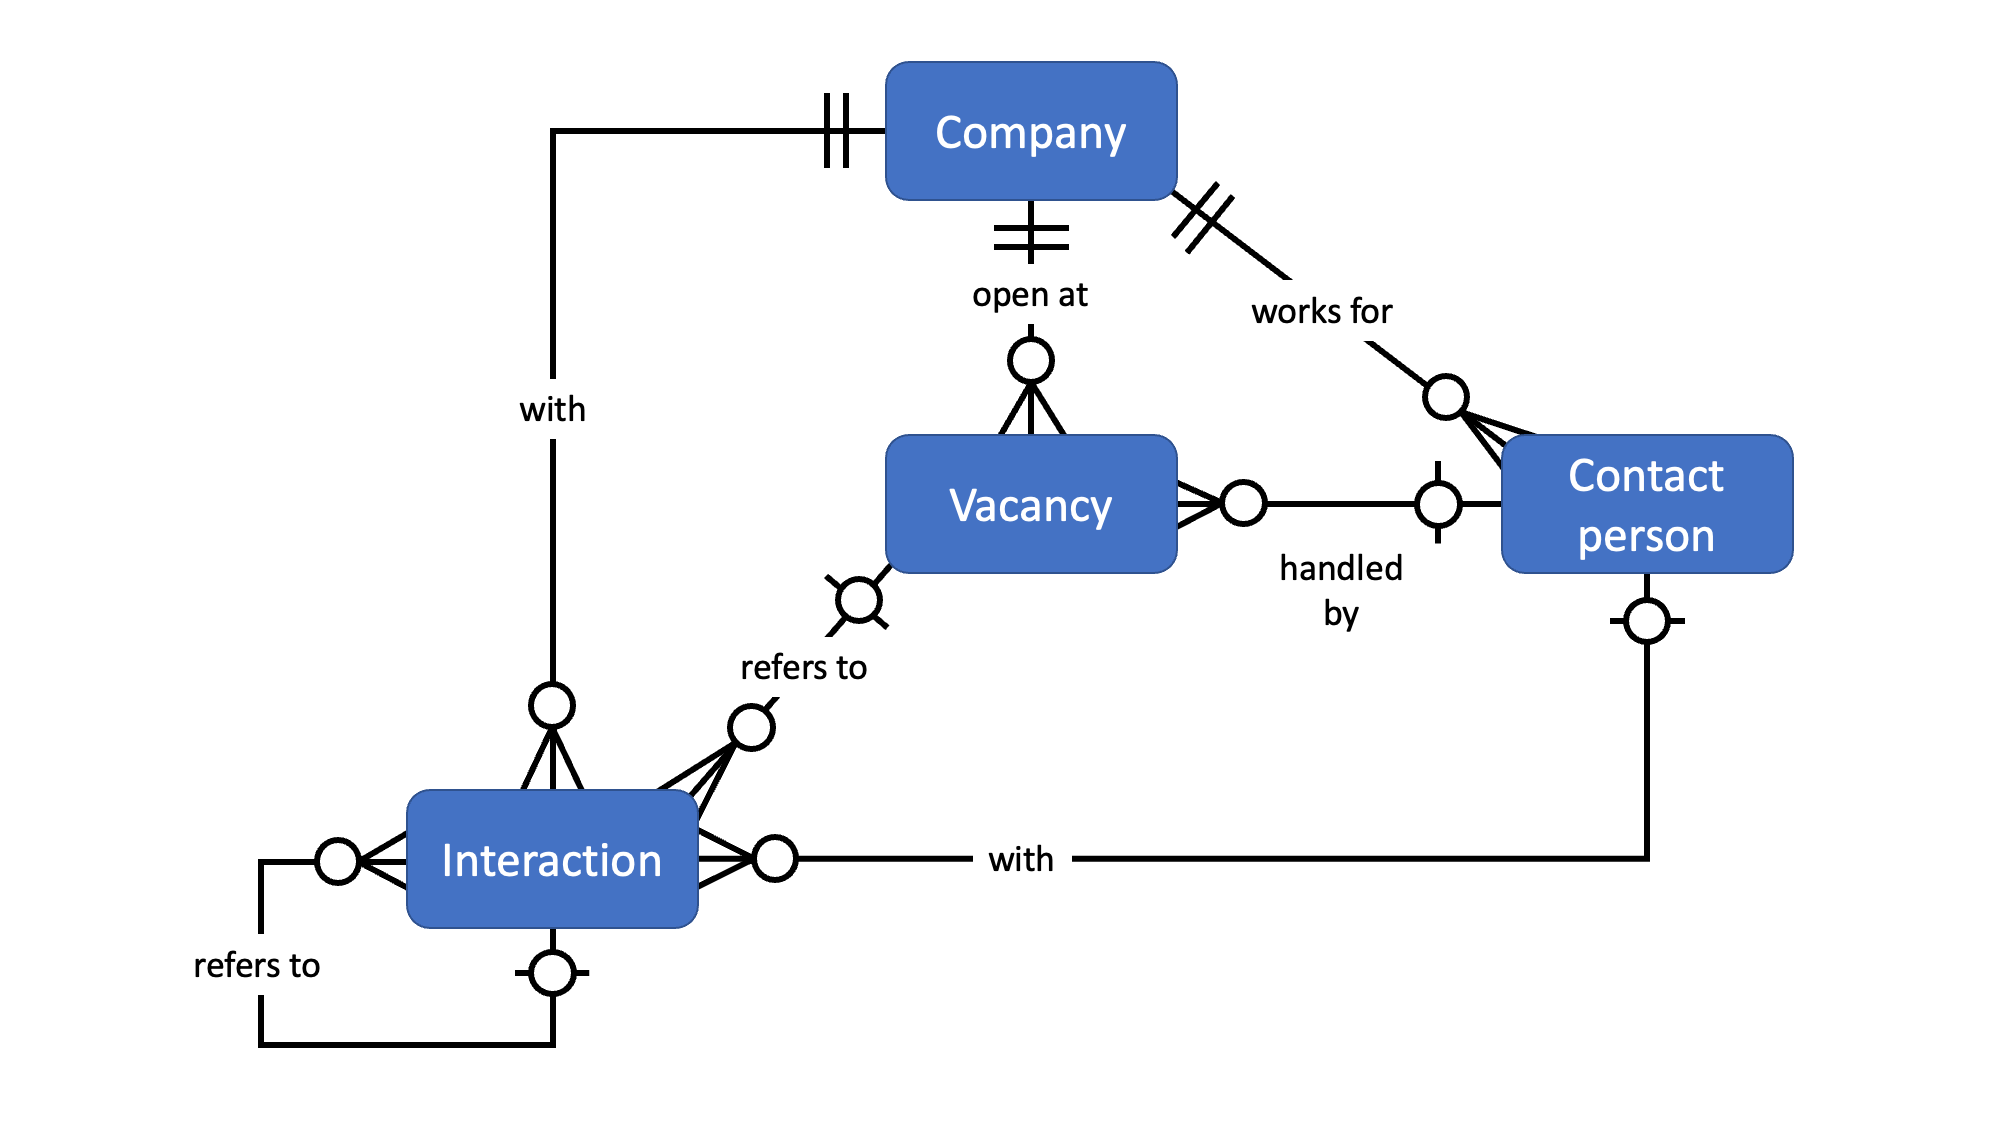 Company
open at
works for
with
Vacancy
Contact
person
handled
by
refers to
Interaction
with
refers to